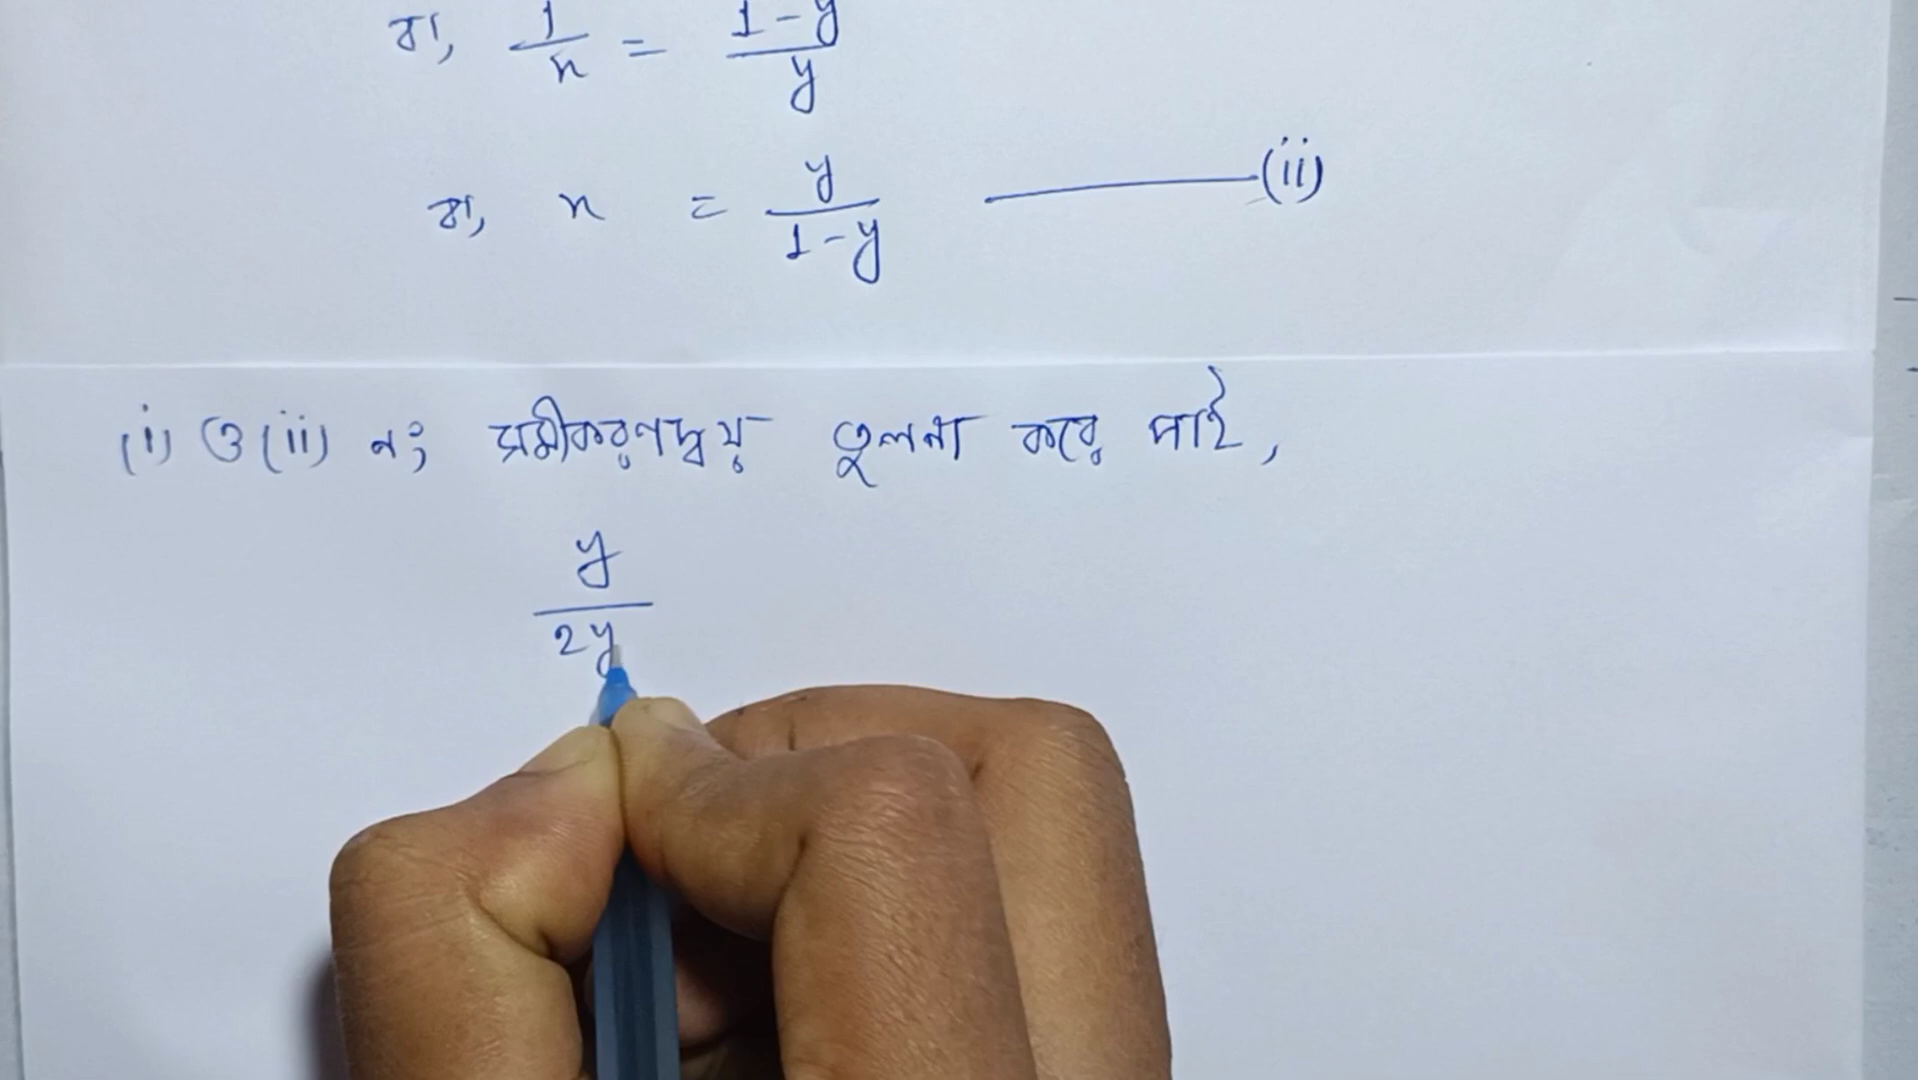 বা, 1/x = 1-y/y
বা, x = y/1-y ———(ii)
(i) ও (ii) নং সমীকরণদ্বয় তুলনা করে পাই,
y/2y